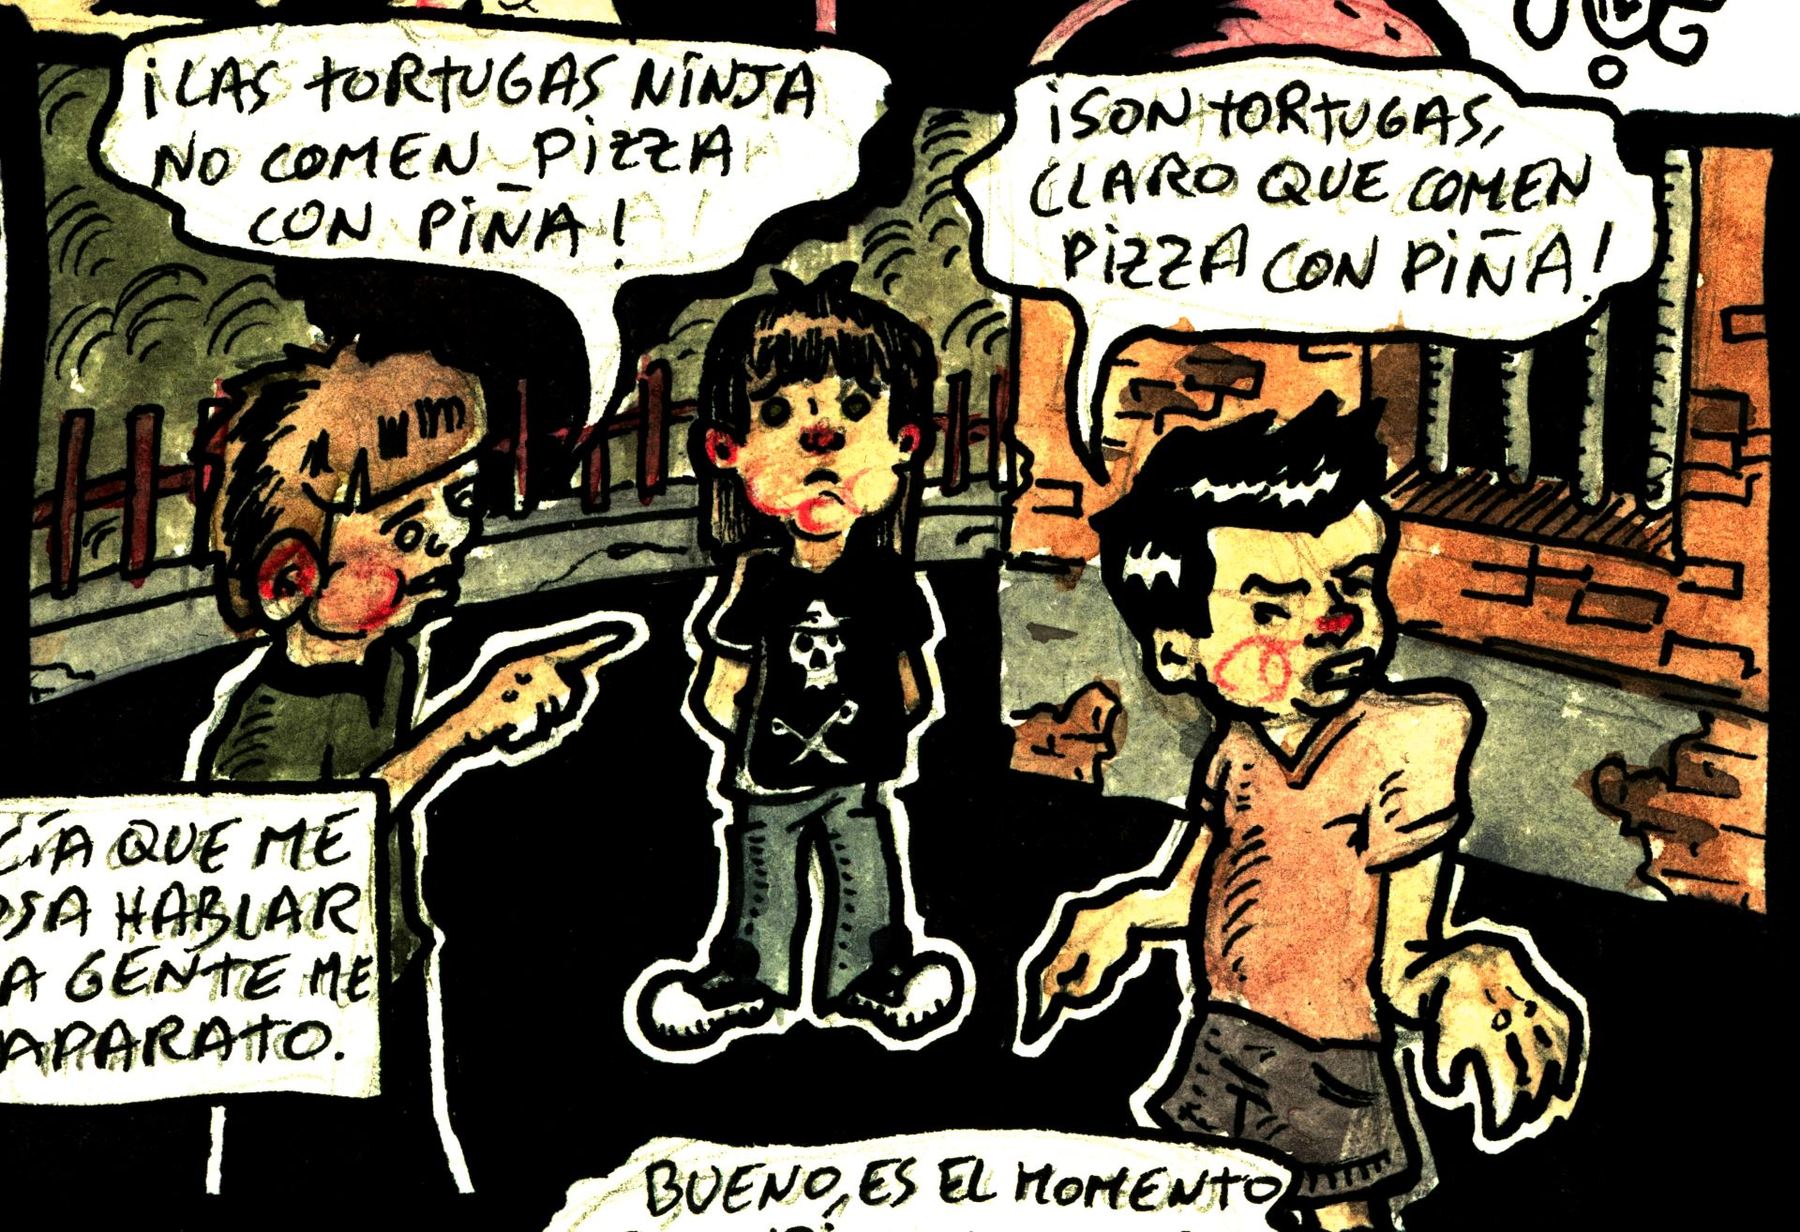 ¡LAS TORTUGAS NINJA
NO COMEN PIZZA
CON PIÑA!
¡SON TORTUGAS,
CLARO QUE COMEN
PIZZA CON PIÑA!
QUE ME
HABLAR
GENTE ME
APARATO.
BUENO, ES EL MOMENTO